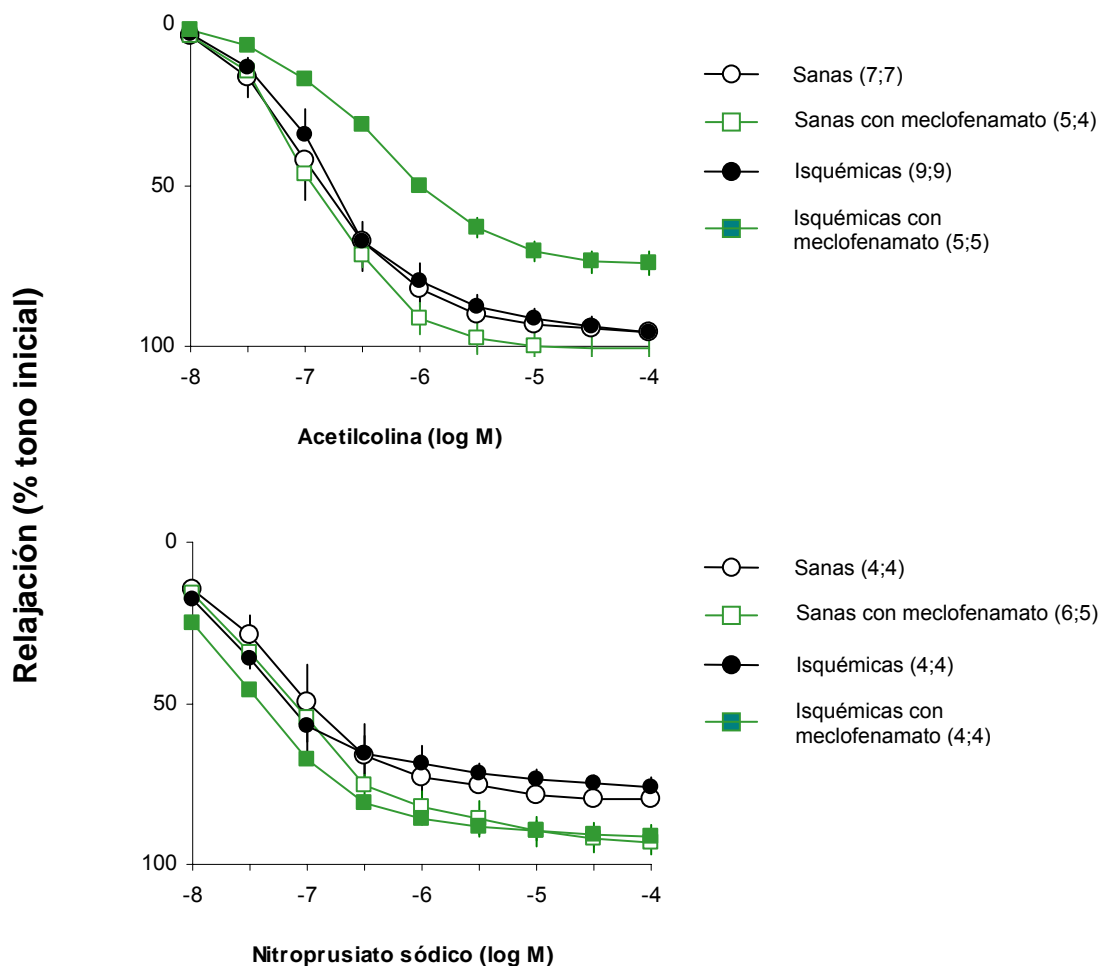 Relajación (% tono inicial)
0
50
100
-8 -7 -6 -5 -4
Acetilcolina (log M)
Sanas (7;7)
Sanas con meclofenamato (5;4)
Isquémicas (9;9)
Isquémicas con
meclofenamato (5;5)
0
50
100
-8 -7 -6 -5 -4
Nitroprusiato sódico (log M)
Sanas (4;4)
Sanas con meclofenamato (6;5)
Isquémicas (4;4)
Isquémicas con
meclofenamato (4;4)